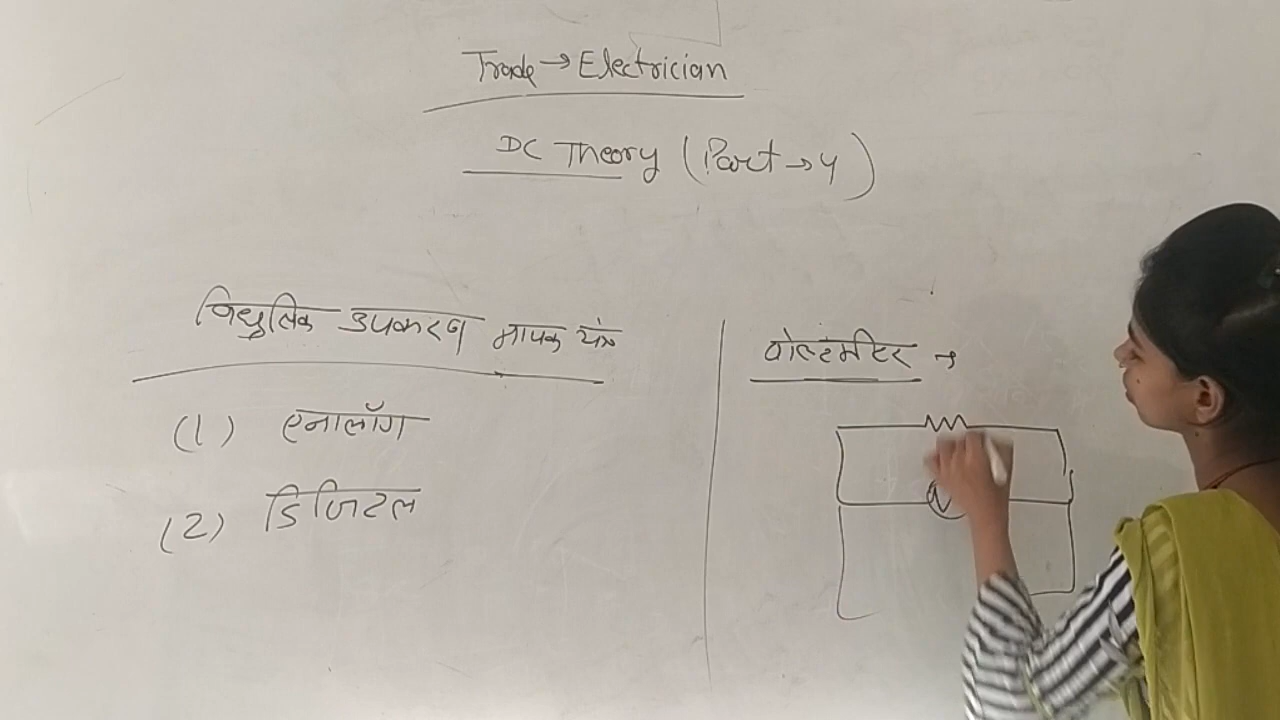 Trade → Electrician
DC Theory (Part → 4)
विधुतिक उपकरण मापक यंत्र
(1) एनालॉग
(2) डिजिटल
वोल्टमीटर →
V